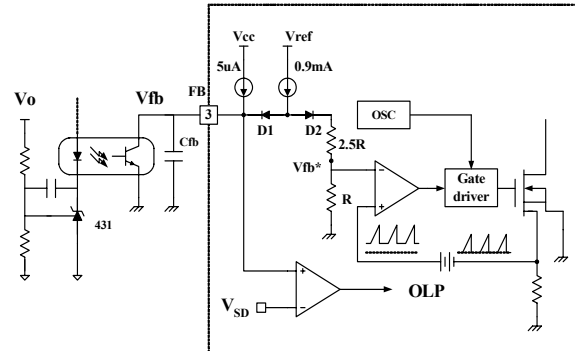 Vcc
Vref
5uA
0.9mA
Vo
Vfb
FB
3
D1
D2
OSC
Cfb
2.5R
Vfb*
R
Gate
driver
431
OLP
VSD
+
−
+
−